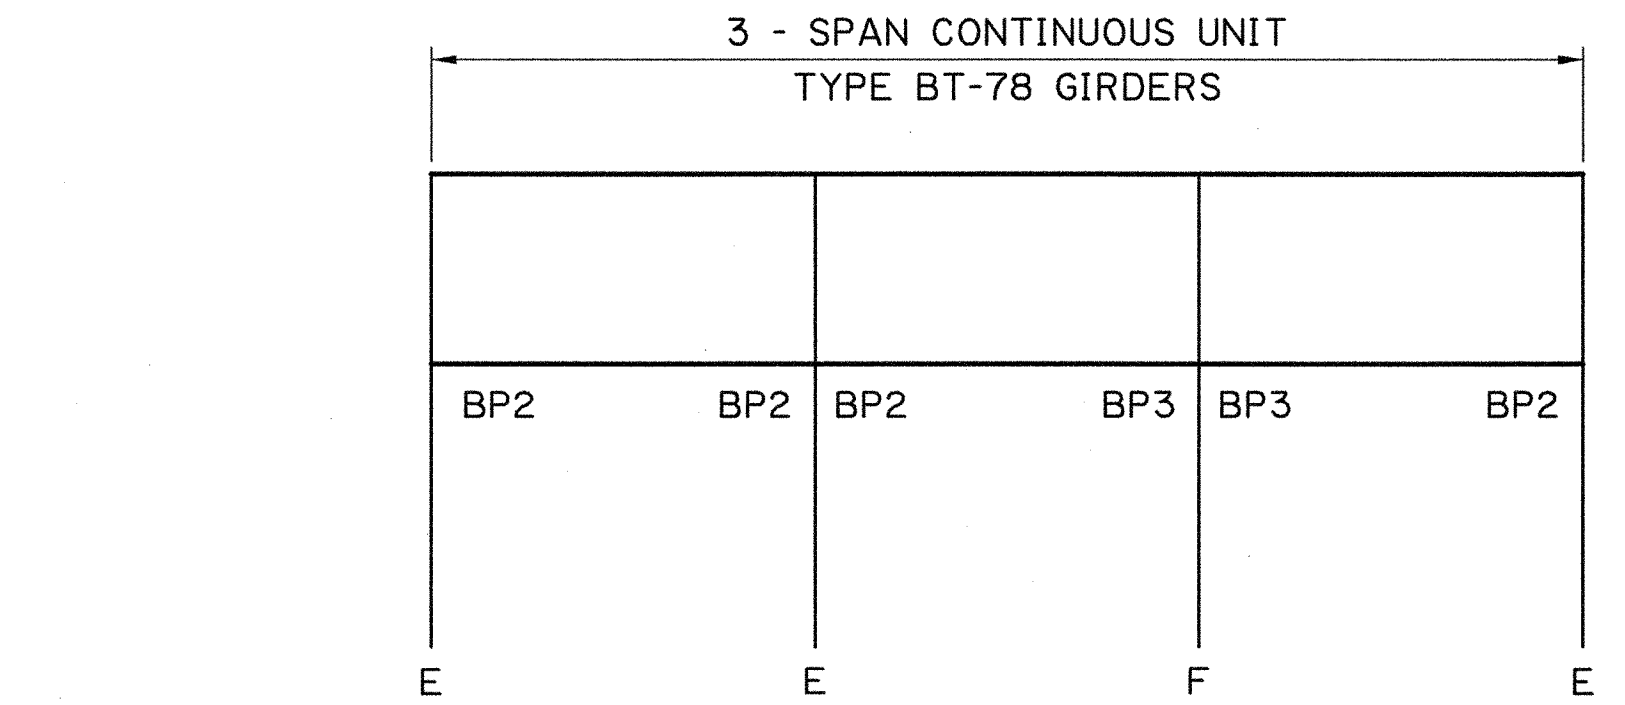 3 - SPAN CONTINUOUS UNIT
TYPE BT-78 GIRDERS
BP2 BP2 BP2 BP3 BP3 BP2
E E F E